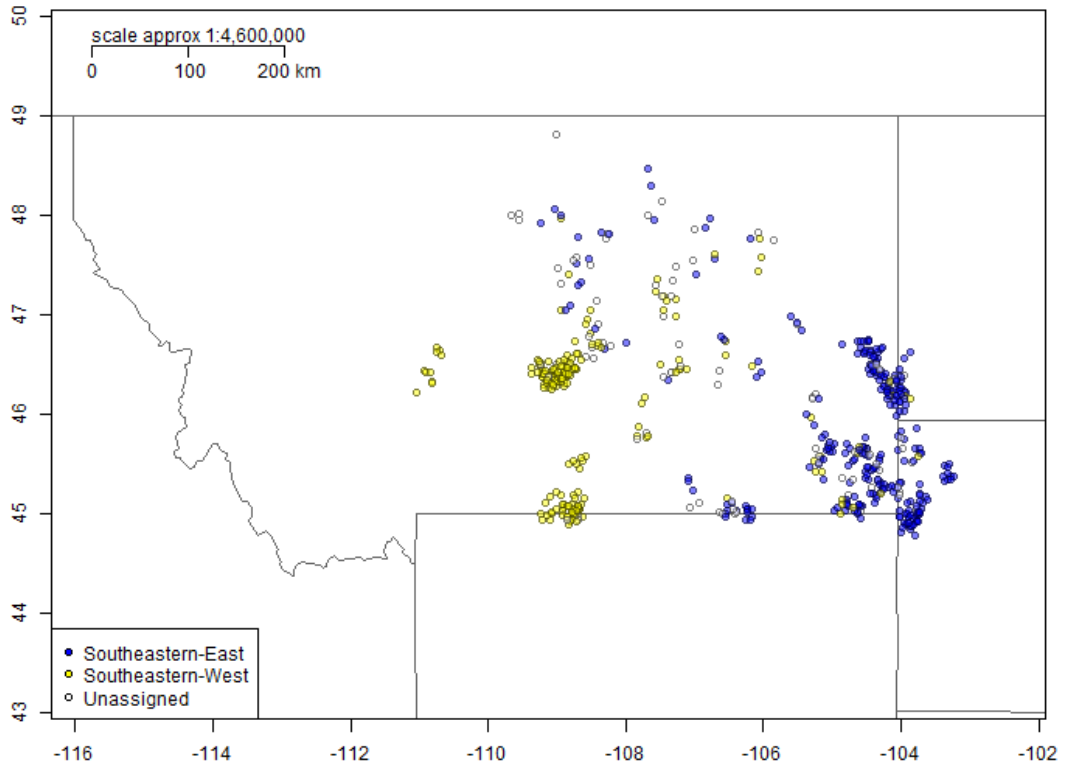 50
49
48
47
46
45
44
43
scale approx 1:4,600,000
0 100 200 km
Southeastern-East
Southeastern-West
Unassigned
-116 -114 -112 -110 -108 -106 -104 -102